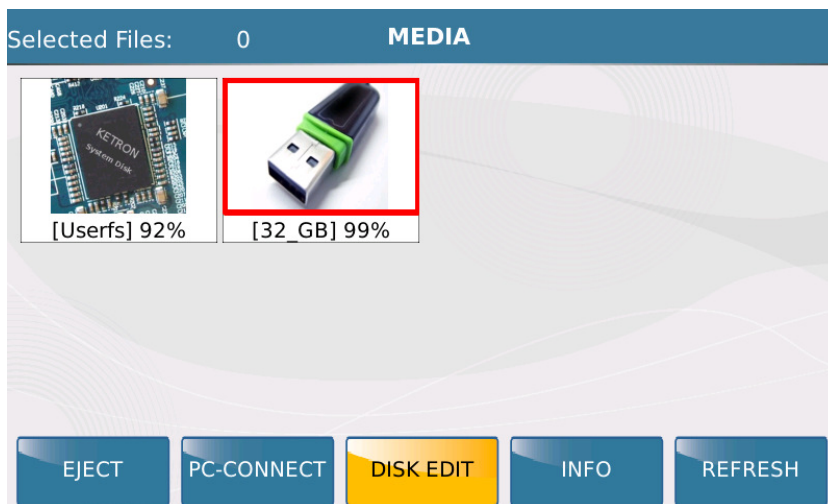 Selected Files: 0 MEDIA
KETRON
System Disk
[Userfs] 92%
[32_GB] 99%
EJECT PC-CONNECT DISK EDIT INFO REFRESH